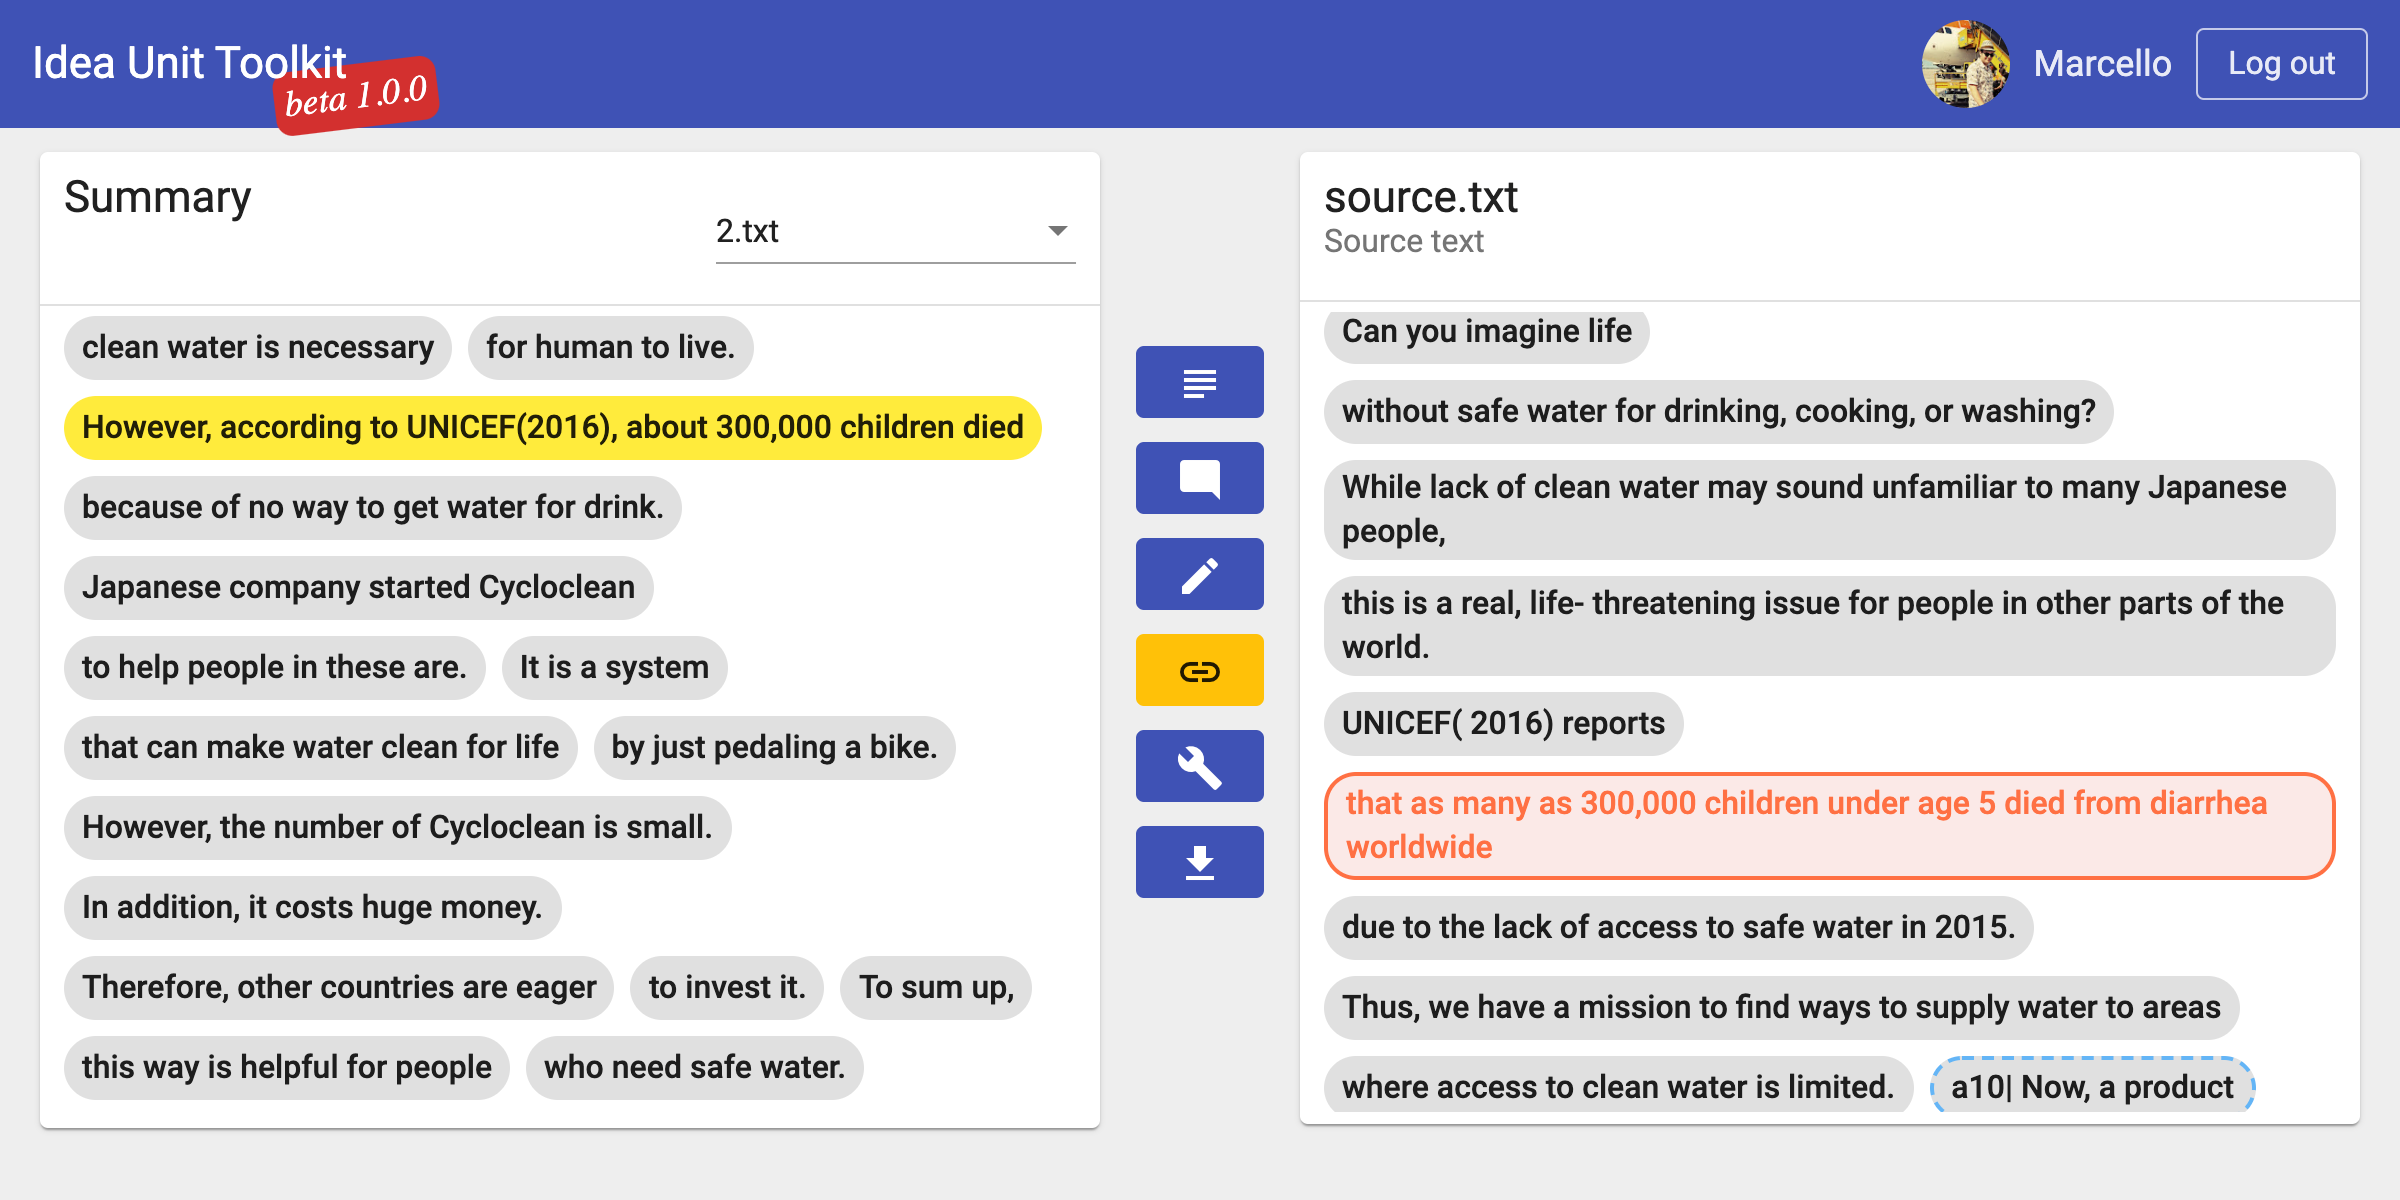 Idea Unit Toolkit
beta 1.0.0
Marcello
Log out
Summary
2.txt
clean water is necessary
for human to live.
However, according to UNICEF(2016), about 300,000 children died
because of no way to get water for drink.
Japanese company started Cycloclean
to help people in these are.
It is a system
that can make water clean for life
by just pedaling a bike.
However, the number of Cycloclean is small.
In addition, it costs huge money.
Therefore, other countries are eager
to invest it.
To sum up,
this way is helpful for people
who need safe water.
source.txt
Source text
Can you imagine life
without safe water for drinking, cooking, or washing?
While lack of clean water may sound unfamiliar to many Japanese
people,
this is a real, life- threatening issue for people in other parts of the
world.
UNICEF( 2016) reports
that as many as 300,000 children under age 5 died from diarrhea
worldwide
due to the lack of access to safe water in 2015.
Thus, we have a mission to find ways to supply water to areas
where access to clean water is limited.
a10| Now, a product